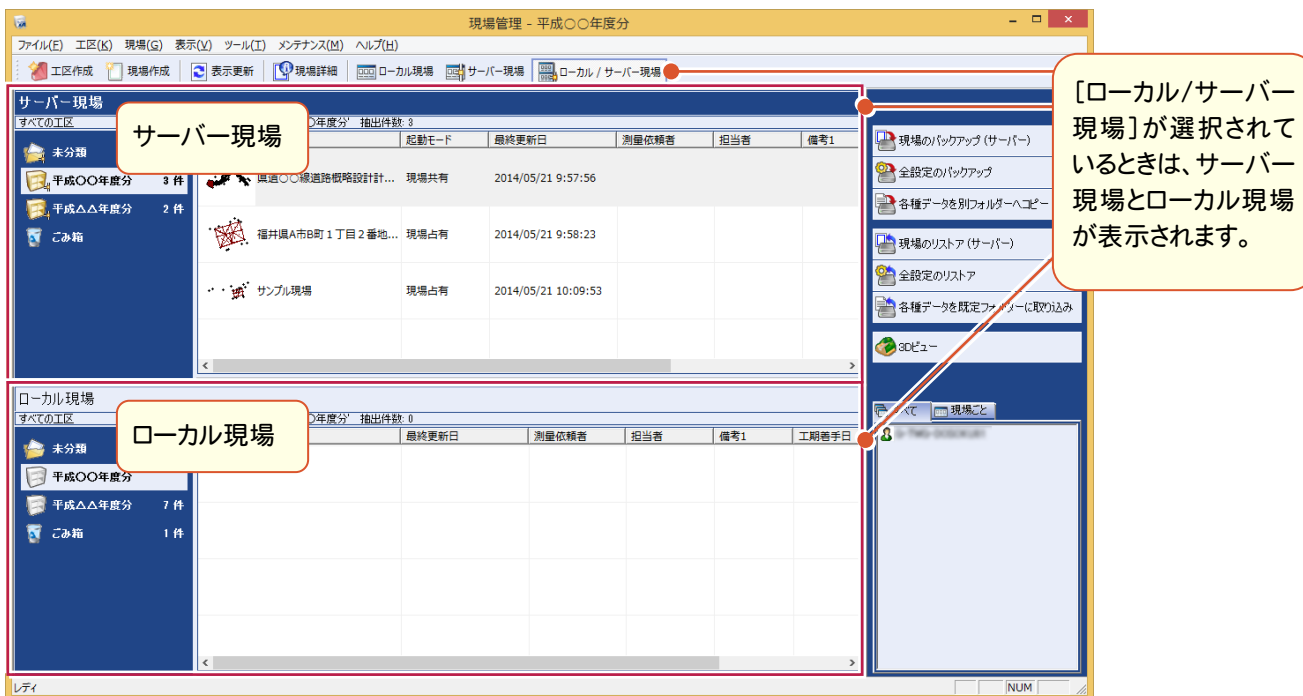 現場管理 - 平成○○年度分
ファイル(F) 工区(K) 現場(G) 表示(V) ツール(T) メンテナンス(M) ヘルプ(H)
工区作成 現場作成 表示更新 現場詳細 ローカル現場 サーバー現場 ローカル / サーバー現場
[ローカル/サーバー
現場]が選択されて
いるときは、サーバー
現場とローカル現場
が表示されます。
サーバー現場
すべての工区 ○年度分' 抽出件数: 3
サーバー現場
起動モード 最終更新日 測量依頼者 担当者 備考1
未分類
平成○○年度分 3 件
平成△△年度分 2 件
ごみ箱
県道○○線道路概略設計計... 現場共有 2014/05/21 9:57:56
福井県A市B町1丁目2番地... 現場占有 2014/05/21 9:58:23
サンプル現場 現場占有 2014/05/21 10:09:53
現場のバックアップ (サーバー)
全設定のバックアップ
各種データを別フォルダーへコピー
現場のリストア (サーバー)
全設定のリストア
各種データを既定フォルダーに取り込み
3Dビュー
ローカル現場
すべての工区 ○年度分' 抽出件数: 0
ローカル現場
最終更新日 測量依頼者 担当者 備考1 工期着手日
未分類
平成○○年度分
平成△△年度分 7 件
ごみ箱 1 件
すべて 現場ごと
レディ NUM